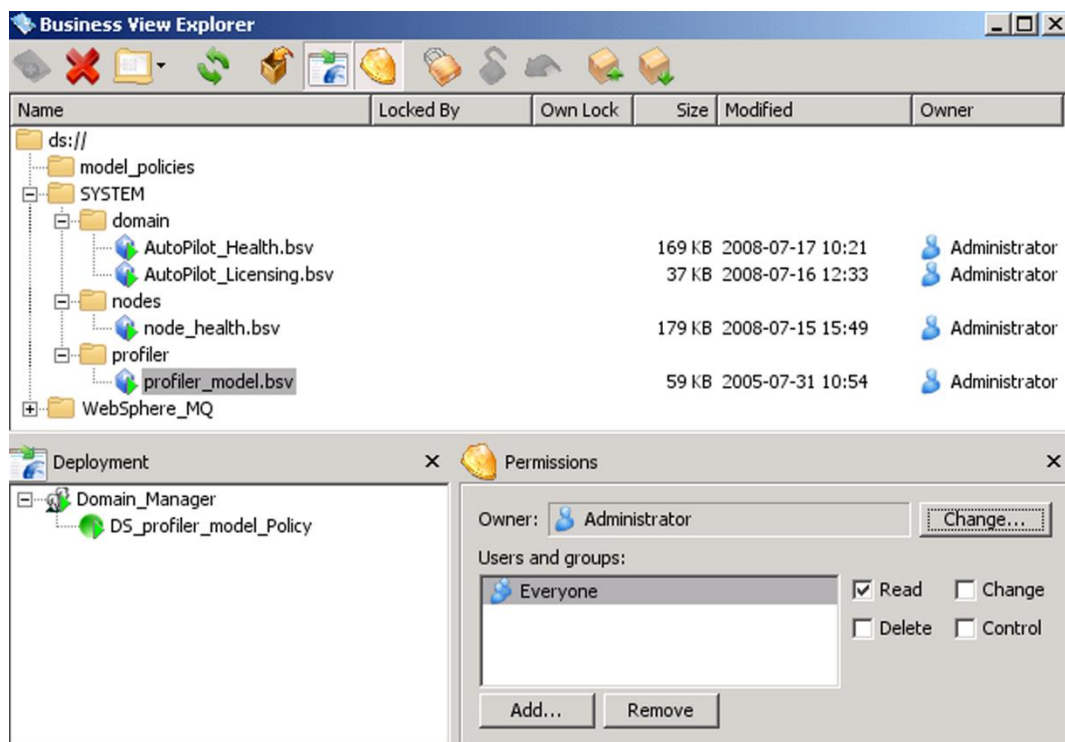 Business View Explorer
Name Locked By Own Lock Size Modified Owner
ds://
model_policies
SYSTEM
domain
AutoPilot_Health.bsv 169 KB 2008-07-17 10:21 Administrator
AutoPilot_Licensing.bsv 37 KB 2008-07-16 12:33 Administrator
nodes
node_health.bsv 179 KB 2008-07-15 15:49 Administrator
profiler
profiler_model.bsv 59 KB 2005-07-31 10:54 Administrator
WebSphere_MQ
Deployment
Domain_Manager
DS_profiler_model_Policy
Permissions
Owner: Administrator Change...
Users and groups:
Everyone
Read Change
Delete Control
Add... Remove